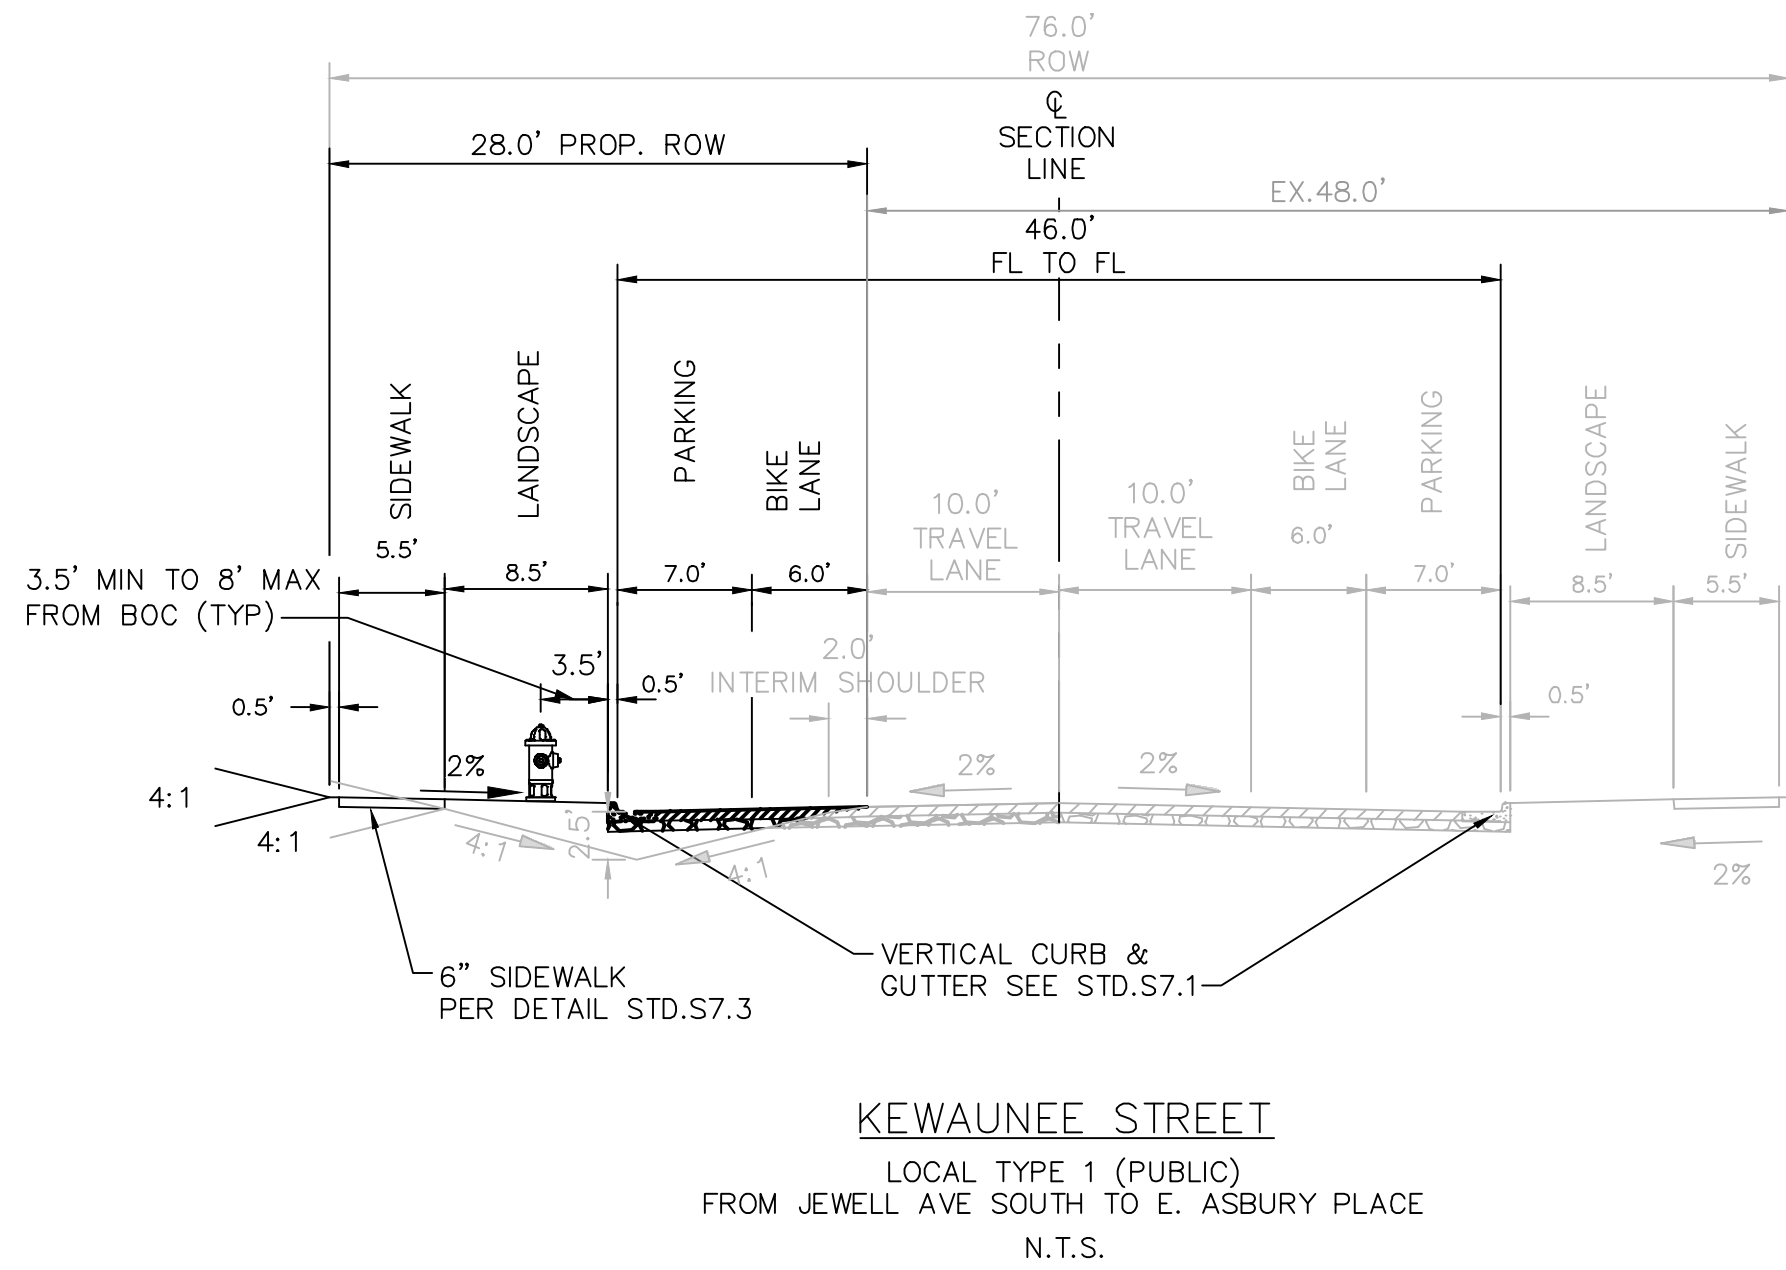 76.0'
ROW
℄
SECTION
LINE
28.0' PROP. ROW
EX.48.0'
46.0'
FL TO FL
SIDEWALK
5.5'
LANDSCAPE
8.5'
PARKING
7.0'
BIKE
LANE
6.0'
10.0'
TRAVEL
LANE
10.0'
TRAVEL
LANE
BIKE
LANE
6.0'
PARKING
7.0'
LANDSCAPE
8.5'
SIDEWALK
5.5'
3.5' MIN TO 8' MAX
FROM BOC (TYP)
3.5'
0.5'
0.5'
2.0'
INTERIM SHOULDER
0.5'
4:1
4:1
2%
4:1
2.5'
4:1
2%
2%
2%
6” SIDEWALK
PER DETAIL STD.S7.3
VERTICAL CURB &
GUTTER SEE STD.S7.1
KEWAUNEE STREET
LOCAL TYPE 1 (PUBLIC)
FROM JEWELL AVE SOUTH TO E. ASBURY PLACE
N.T.S.